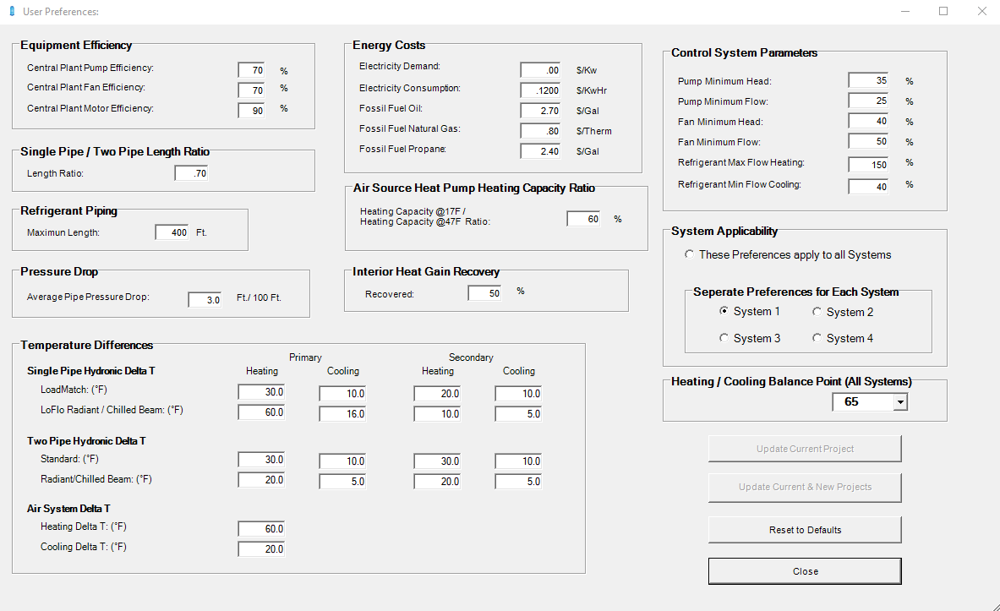 User Preferences:
Equipment Efficiency
Central Plant Pump Efficiency: 70 %
Central Plant Fan Efficiency: 70 %
Central Plant Motor Efficiency: 90 %
Single Pipe / Two Pipe Length Ratio
Length Ratio: .70
Refrigerant Piping
Maximun Length: 400 Ft.
Pressure Drop
Average Pipe Pressure Drop: 3.0 Ft./ 100 Ft.
Energy Costs
Electricity Demand: .00 $/Kw
Electricity Consumption: .1200 $/KwHr
Fossil Fuel Oil: 2.70 $/Gal
Fossil Fuel Natural Gas: .80 $/Therm
Fossil Fuel Propane: 2.40 $/Gal
Air Source Heat Pump Heating Capacity Ratio
Heating Capacity @17F /
Heating Capacity @47F Ratio: 60 %
Interior Heat Gain Recovery
Recovered: 50 %
Control System Parameters
Pump Minimum Head: 35 %
Pump Minimum Flow: 25 %
Fan Minimum Head: 40 %
Fan Minimum Flow: 50 %
Refrigerant Max Flow Heating: 150 %
Refrigerant Min Flow Cooling: 40 %
System Applicability
These Preferences apply to all Systems
Seperate Preferences for Each System
System 1 System 2
System 3 System 4
Heating / Cooling Balance Point (All Systems)
65
Temperature Differences
Primary Secondary
Single Pipe Hydronic Delta T Heating Cooling Heating Cooling
LoadMatch: (°F) 30.0 10.0 20.0 10.0
LoFlo Radiant / Chilled Beam: (°F) 60.0 16.0 10.0 5.0
Two Pipe Hydronic Delta T
Standard: (°F) 30.0 10.0 30.0 10.0
Radiant/Chilled Beam: (°F) 20.0 5.0 20.0 5.0
Air System Delta T
Heating Delta T: (°F) 60.0
Cooling Delta T: (°F) 20.0
Update Current Project
Update Current & New Projects
Reset to Defaults
Close